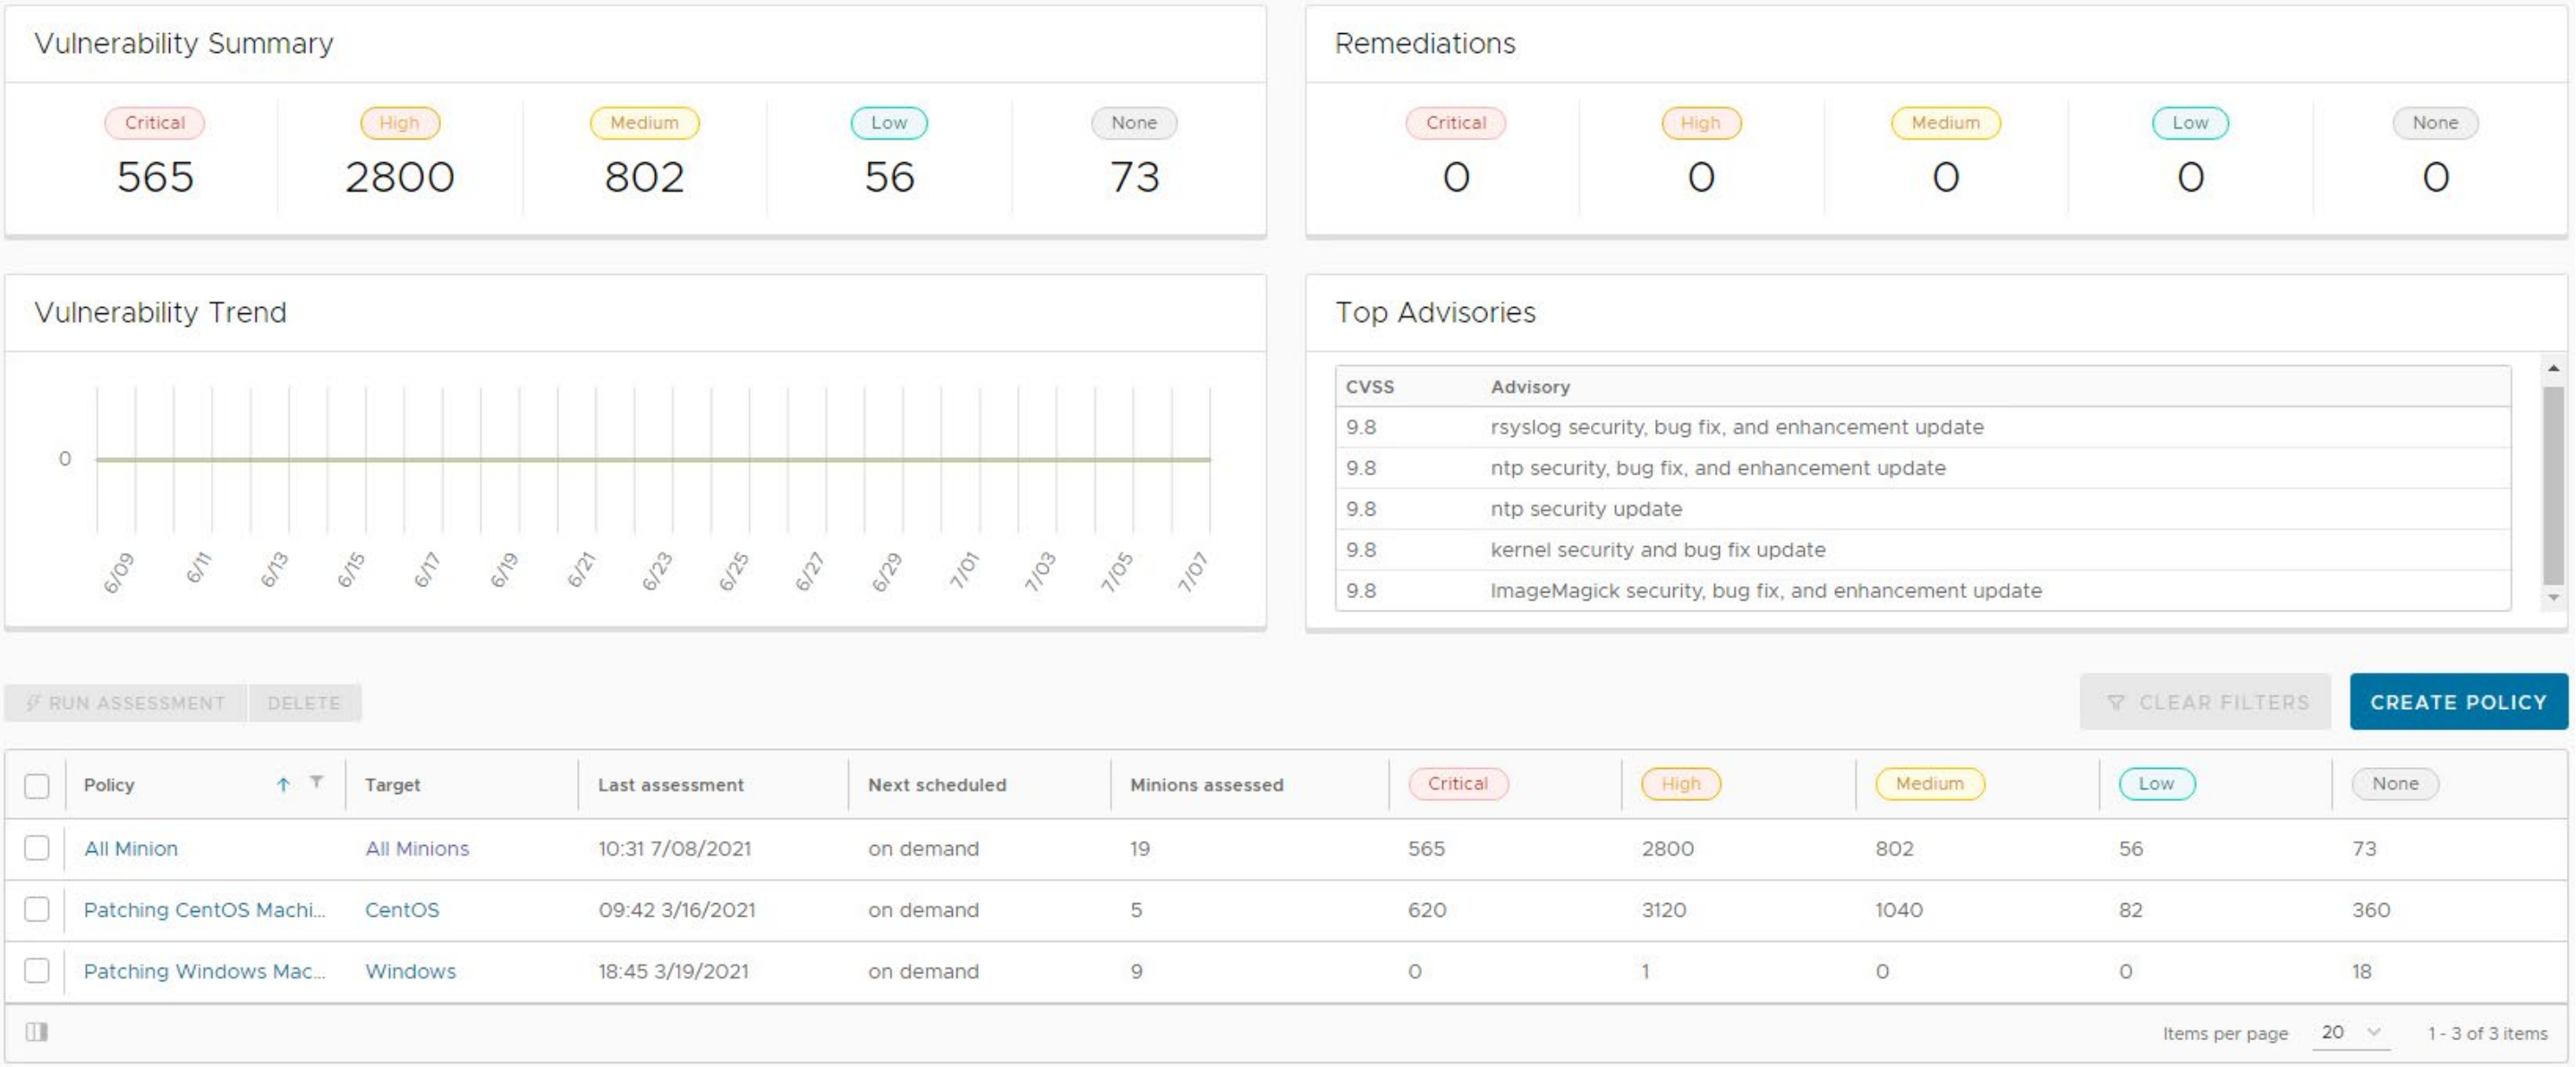 Vulnerability Summary
Critical High Medium Low None
565 2800 802 56 73
Remediations
Critical High Medium Low None
0 0 0 0 0
Vulnerability Trend
0
6/09 6/11 6/13 6/15 6/17 6/19 6/21 6/23 6/25 6/27 6/29 7/01 7/03 7/05 7/07
Top Advisories
CVSS Advisory
9.8 rsyslog security, bug fix, and enhancement update
9.8 ntp security, bug fix, and enhancement update
9.8 ntp security update
9.8 kernel security and bug fix update
9.8 ImageMagick security, bug fix, and enhancement update
RUN ASSESSMENT DELETE CLEAR FILTERS CREATE POLICY
Policy Target Last assessment Next scheduled Minions assessed Critical High Medium Low None
All Minion All Minions 10:31 7/08/2021 on demand 19 565 2800 802 56 73
Patching CentOS Machi... CentOS 09:42 3/16/2021 on demand 5 620 3120 1040 82 360
Patching Windows Mac... Windows 18:45 3/19/2021 on demand 9 0 1 0 0 18
Items per page 20 1 - 3 of 3 items